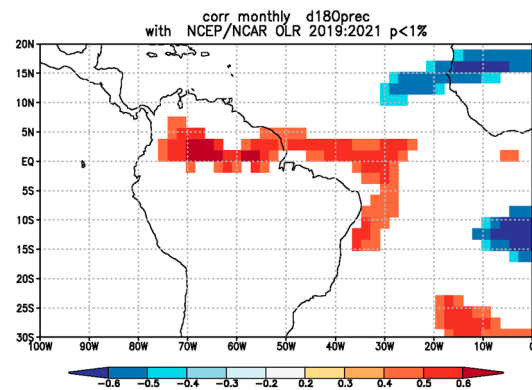 corr monthly d180prec
with NCEP/NCAR OLR 2019:2021 p<1%
20N
15N
10N
5N
EQ
5S
10S
15S
20S
25S
30S
100W 90W 80W 70W 60W 50W 40W 30W 20W 10W 0
-0.6 -0.5 -0.4 -0.3 -0.2 0.2 0.3 0.4 0.5 0.6